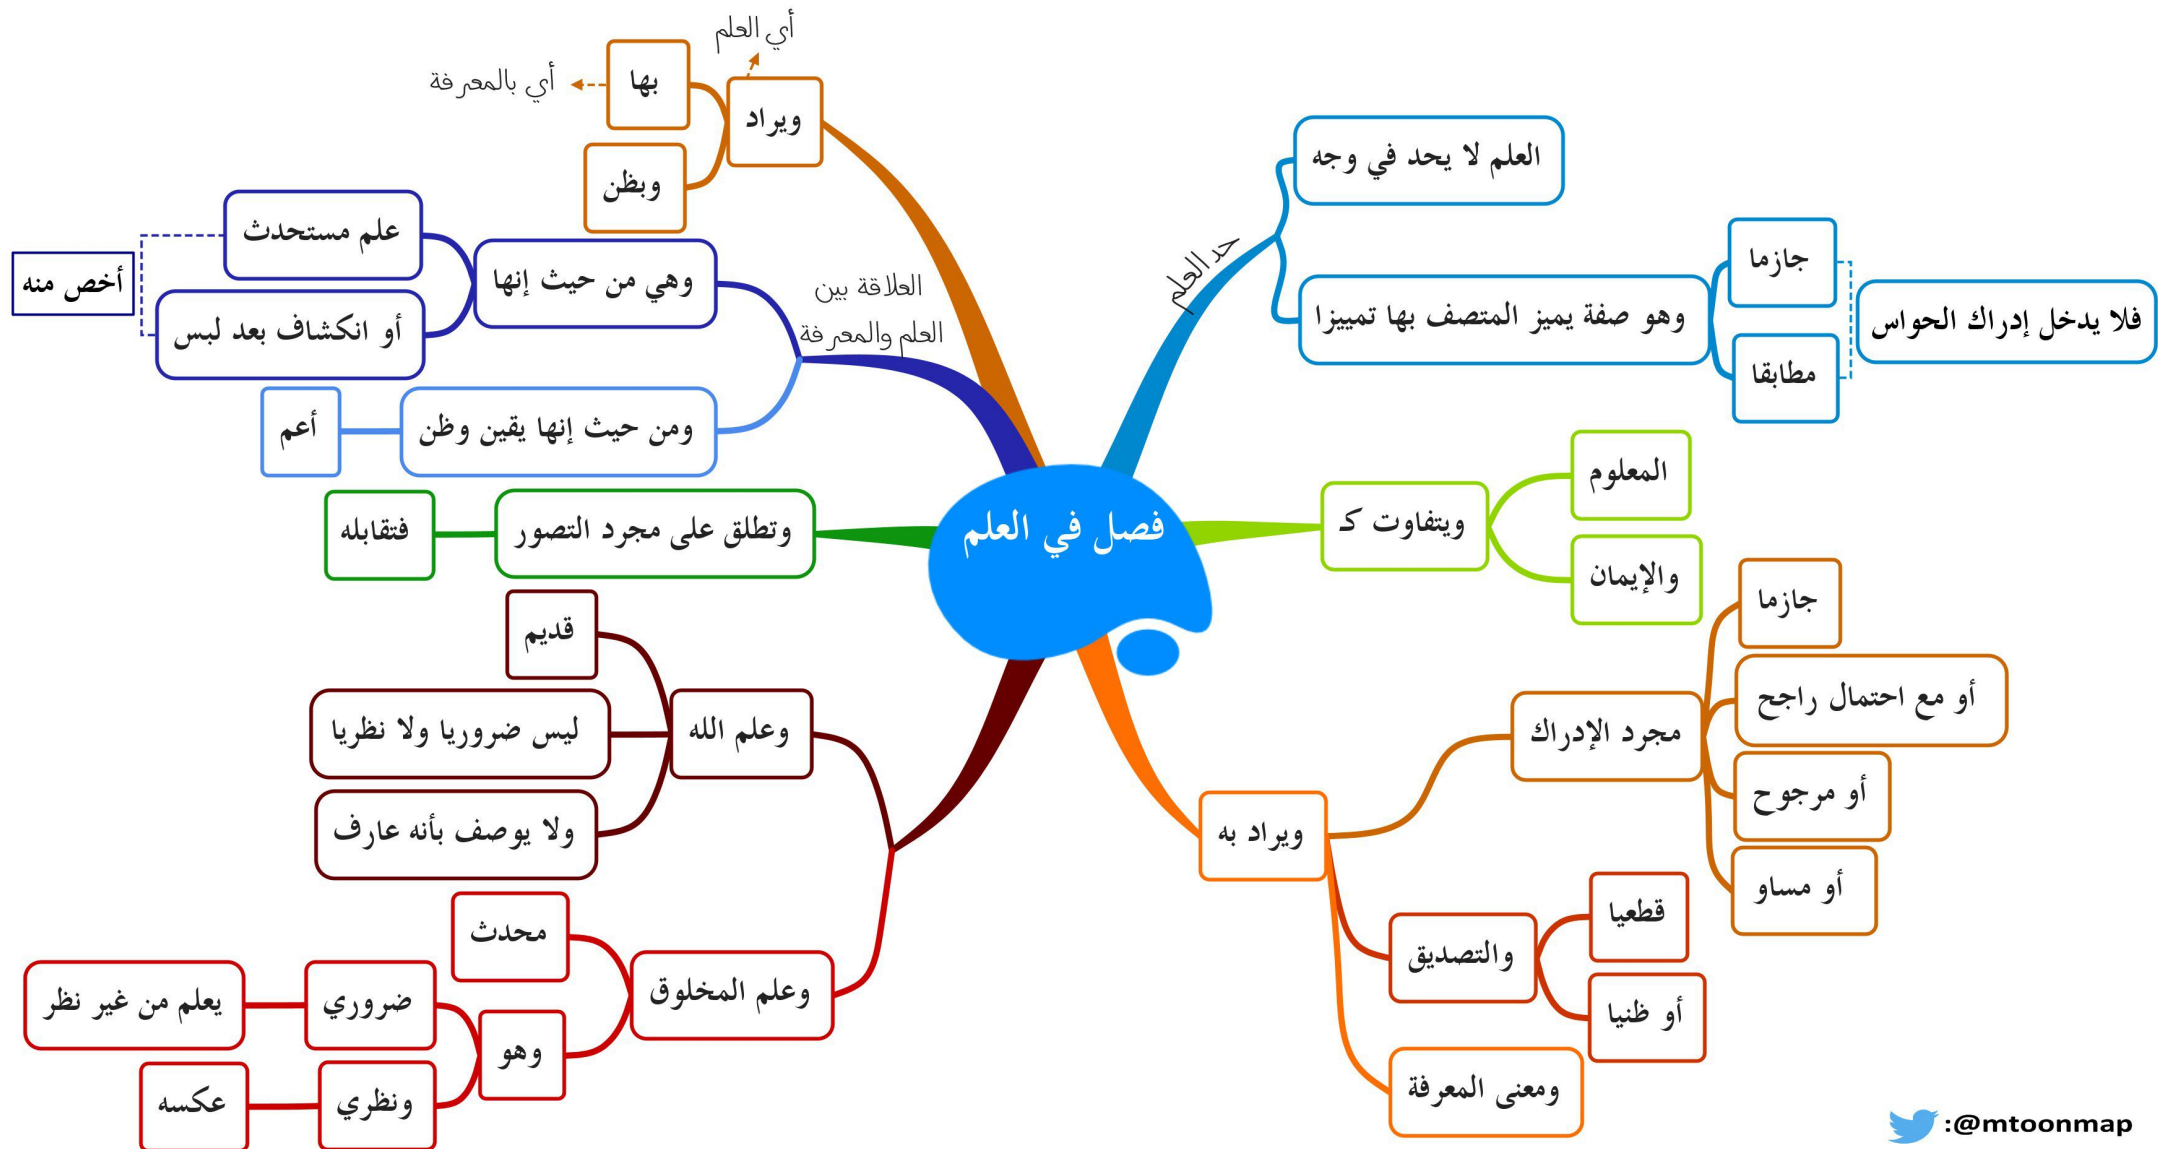 فصل في العلم
حد العلم
العلم لا يحد في وجه
وهو صفة يميز المتصف بها تمييزا
جازما
مطابقا
فلا يدخل إدراك الحواس
ويتفاوت كـ
المعلوم
والإيمان
ويراد به
مجرد الإدراك
جازما
أو مع احتمال راجح
أو مرجوح
أو مساو
والتصديق
قطعيا
أو ظنيا
ومعنى المعرفة
ويراد
أي العلم
بها
أي بالمعرفة
وبظن
العلاقة بين
العلم والمعرفة
وهي من حيث إنها
علم مستحدث
أو انكشاف بعد لبس
أخص منه
ومن حيث إنها يقين وظن
أعم
وتطلق على مجرد التصور
فتقابله
وعلم الله
قديم
ليس ضروريا ولا نظريا
ولا يوصف بأنه عارف
وعلم المخلوق
محدث
وهو
ضروري
يعلم من غير نظر
ونظري
عكسه
:@mtoonmap